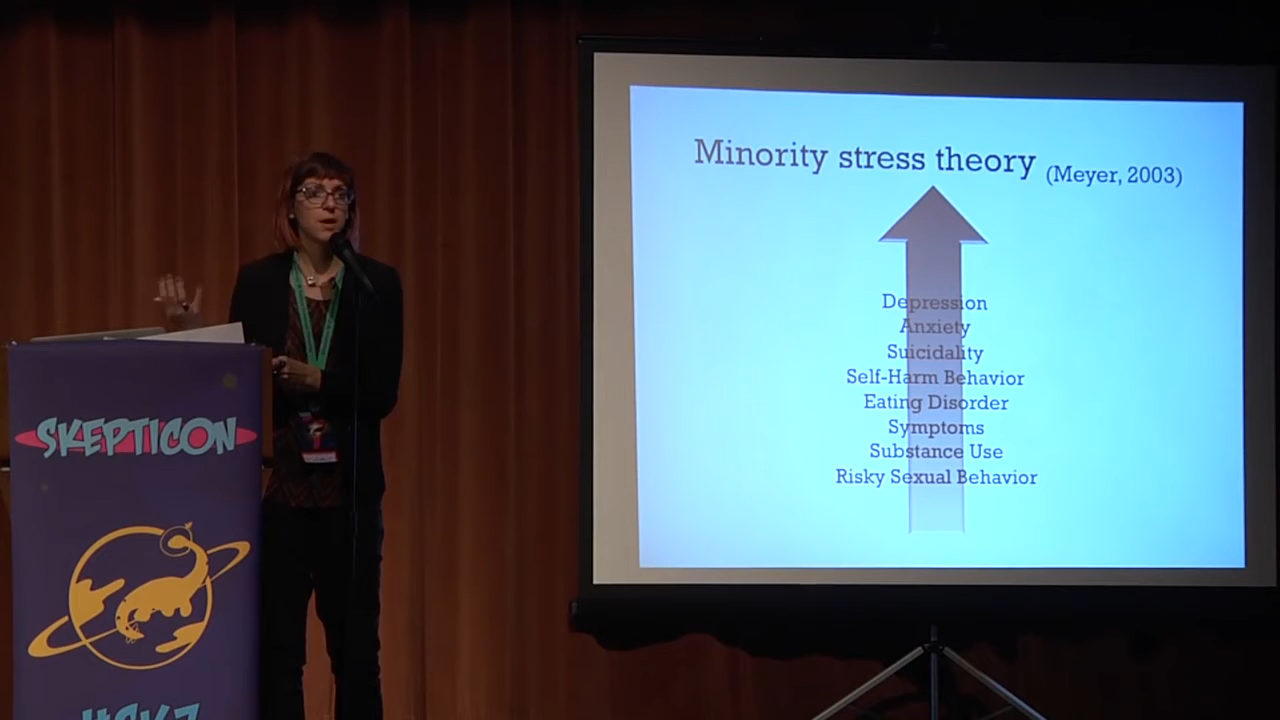 Minority stress theory (Meyer, 2003)
Depression
Anxiety
Suicidality
Self-Harm Behavior
Eating Disorder
Symptoms
Substance Use
Risky Sexual Behavior
SKEPTICON